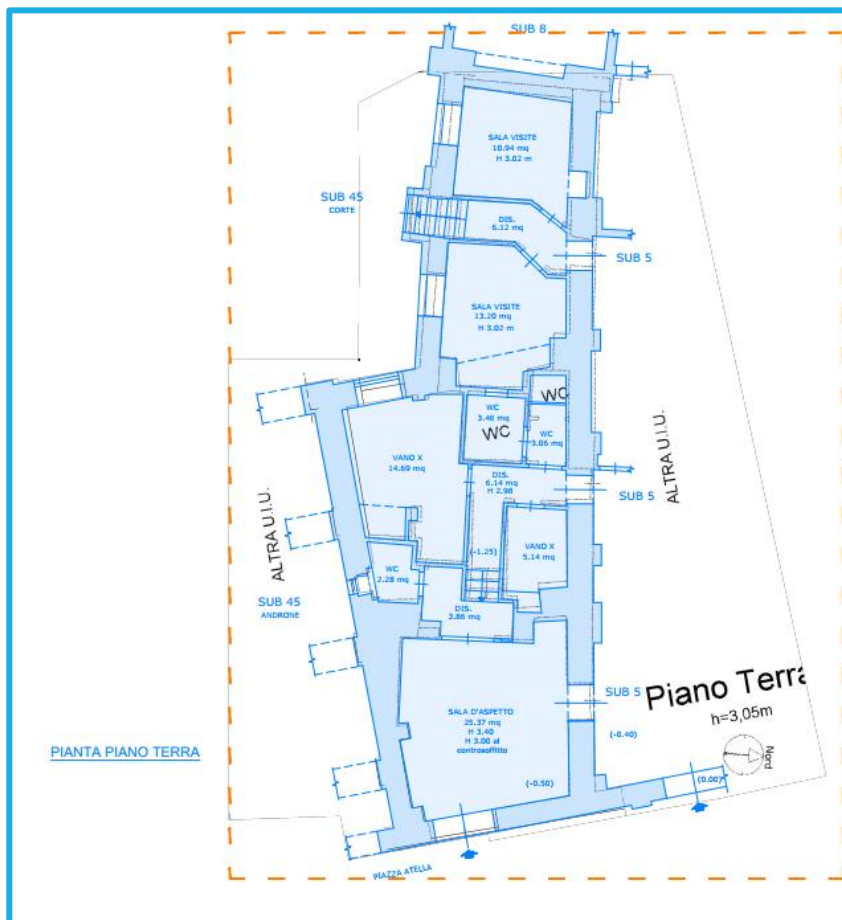 SUB 8
SALA VISITE
10.94 mq
H 3.02 m
SUB 45
CORTE
DIS.
6.12 mq
SUB 5
SALA VISITE
13.20 mq
H 3.02 m
WC
WC
3.46 mq
WC
WC
3.06 mq
VANO X
14.69 mq
DIS.
6.14 mq
H 2.98
SUB 5
ALTRA U.I.U.
ALTRA U.I.U.
(-1.25)
VANO X
5.14 mq
WC
2.28 mq
SUB 45
ANDRONE
DIS.
3.86 mq
SUB 5
Piano Terra
h=3,05m
SALA D'ASPETTO
25.37 mq
H 3.40
H 3.00 al
controsoffitto
(-0.40)
Nord
PIANTA PIANO TERRA
(-0.50)
(0.00)
PIAZZA ATELLA